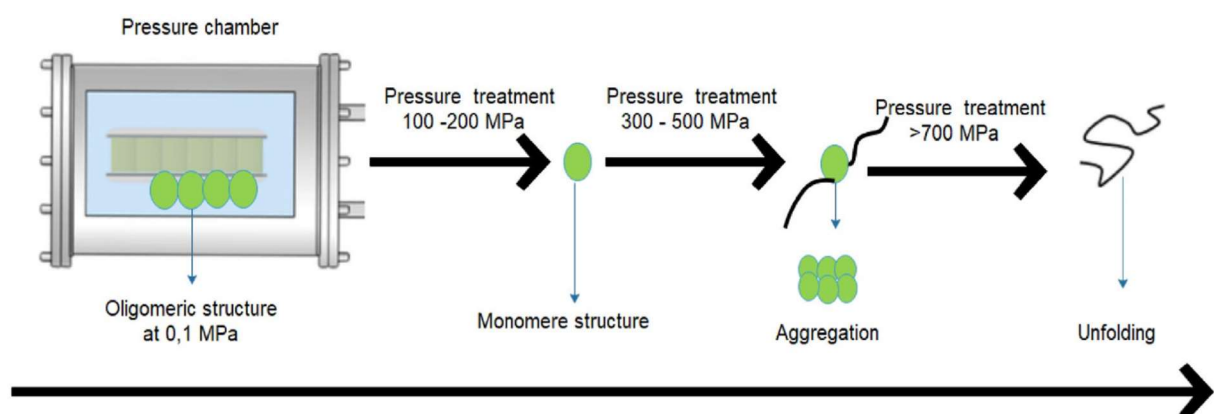 Pressure chamber
Pressure treatment
100 -200 MPa
Pressure treatment
300 - 500 MPa
Pressure treatment
>700 MPa
Oligomeric structure
at 0,1 MPa
Monomere structure
Aggregation
Unfolding